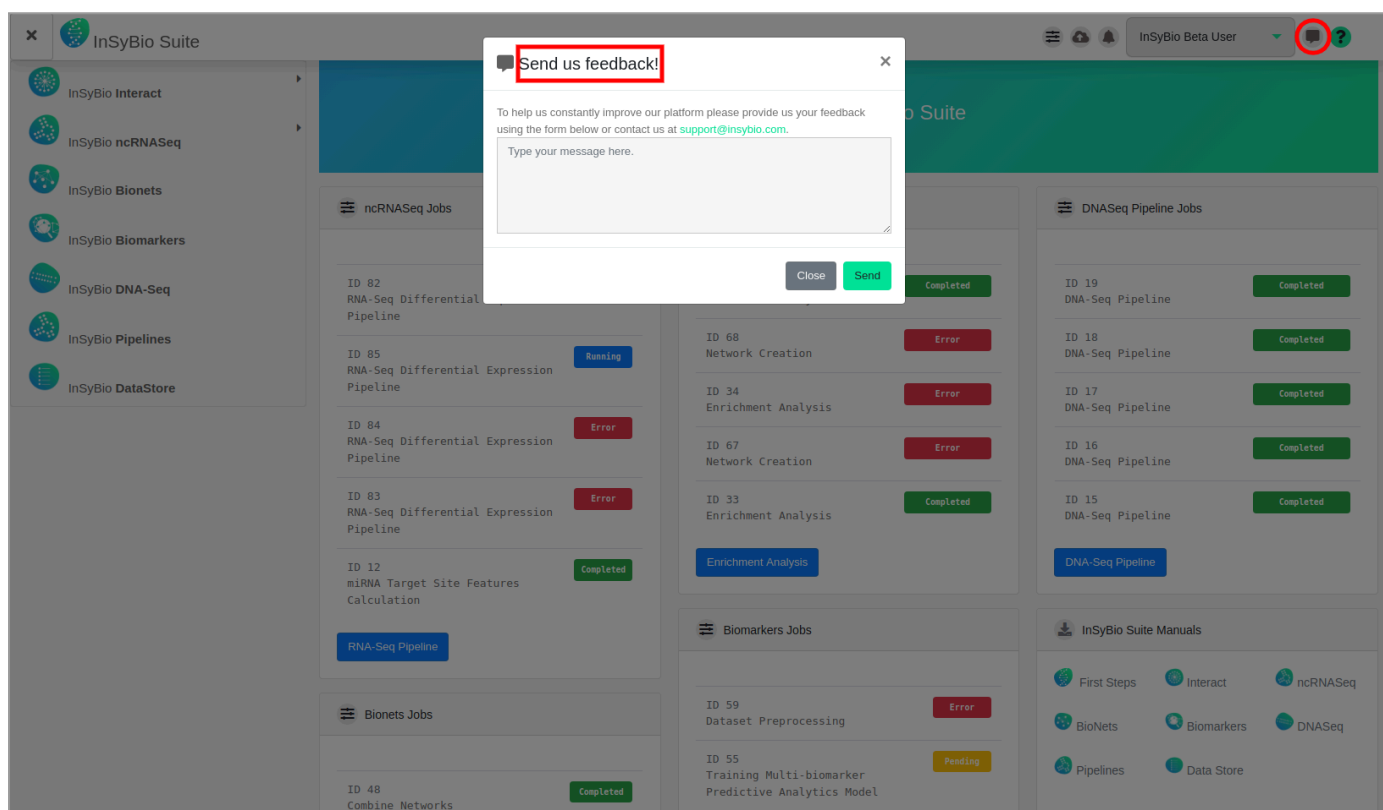 × InSyBio Suite
InSyBio Beta User
?
InSyBio Interact
InSyBio ncRNASeq
InSyBio Bionets
InSyBio Biomarkers
InSyBio DNA-Seq
InSyBio Pipelines
InSyBio DataStore
Suite
Send us feedback!
×
To help us constantly improve our platform please provide us your feedback
using the form below or contact us at support@insybio.com.
Type your message here.
Close Send
ncRNASeq Jobs
ID 82
RNA-Seq Differential
Pipeline
ID 85
Running
RNA-Seq Differential Expression
Pipeline
ID 84
Error
RNA-Seq Differential Expression
Pipeline
ID 83
Error
RNA-Seq Differential Expression
Pipeline
ID 12
Completed
miRNA Target Site Features
Calculation
RNA-Seq Pipeline
Bionets Jobs
ID 48
Completed
Combine Networks
Completed
ID 68
Error
Network Creation
ID 34
Error
Enrichment Analysis
ID 67
Error
Network Creation
ID 33
Completed
Enrichment Analysis
Enrichment Analysis
Biomarkers Jobs
ID 59
Error
Dataset Preprocessing
ID 55
Pending
Training Multi-biomarker
Predictive Analytics Model
DNASeq Pipeline Jobs
ID 19
Completed
DNA-Seq Pipeline
ID 18
Completed
DNA-Seq Pipeline
ID 17
Completed
DNA-Seq Pipeline
ID 16
Completed
DNA-Seq Pipeline
ID 15
Completed
DNA-Seq Pipeline
DNA-Seq Pipeline
InSyBio Suite Manuals
First Steps Interact ncRNASeq
BioNets Biomarkers DNASeq
Pipelines Data Store